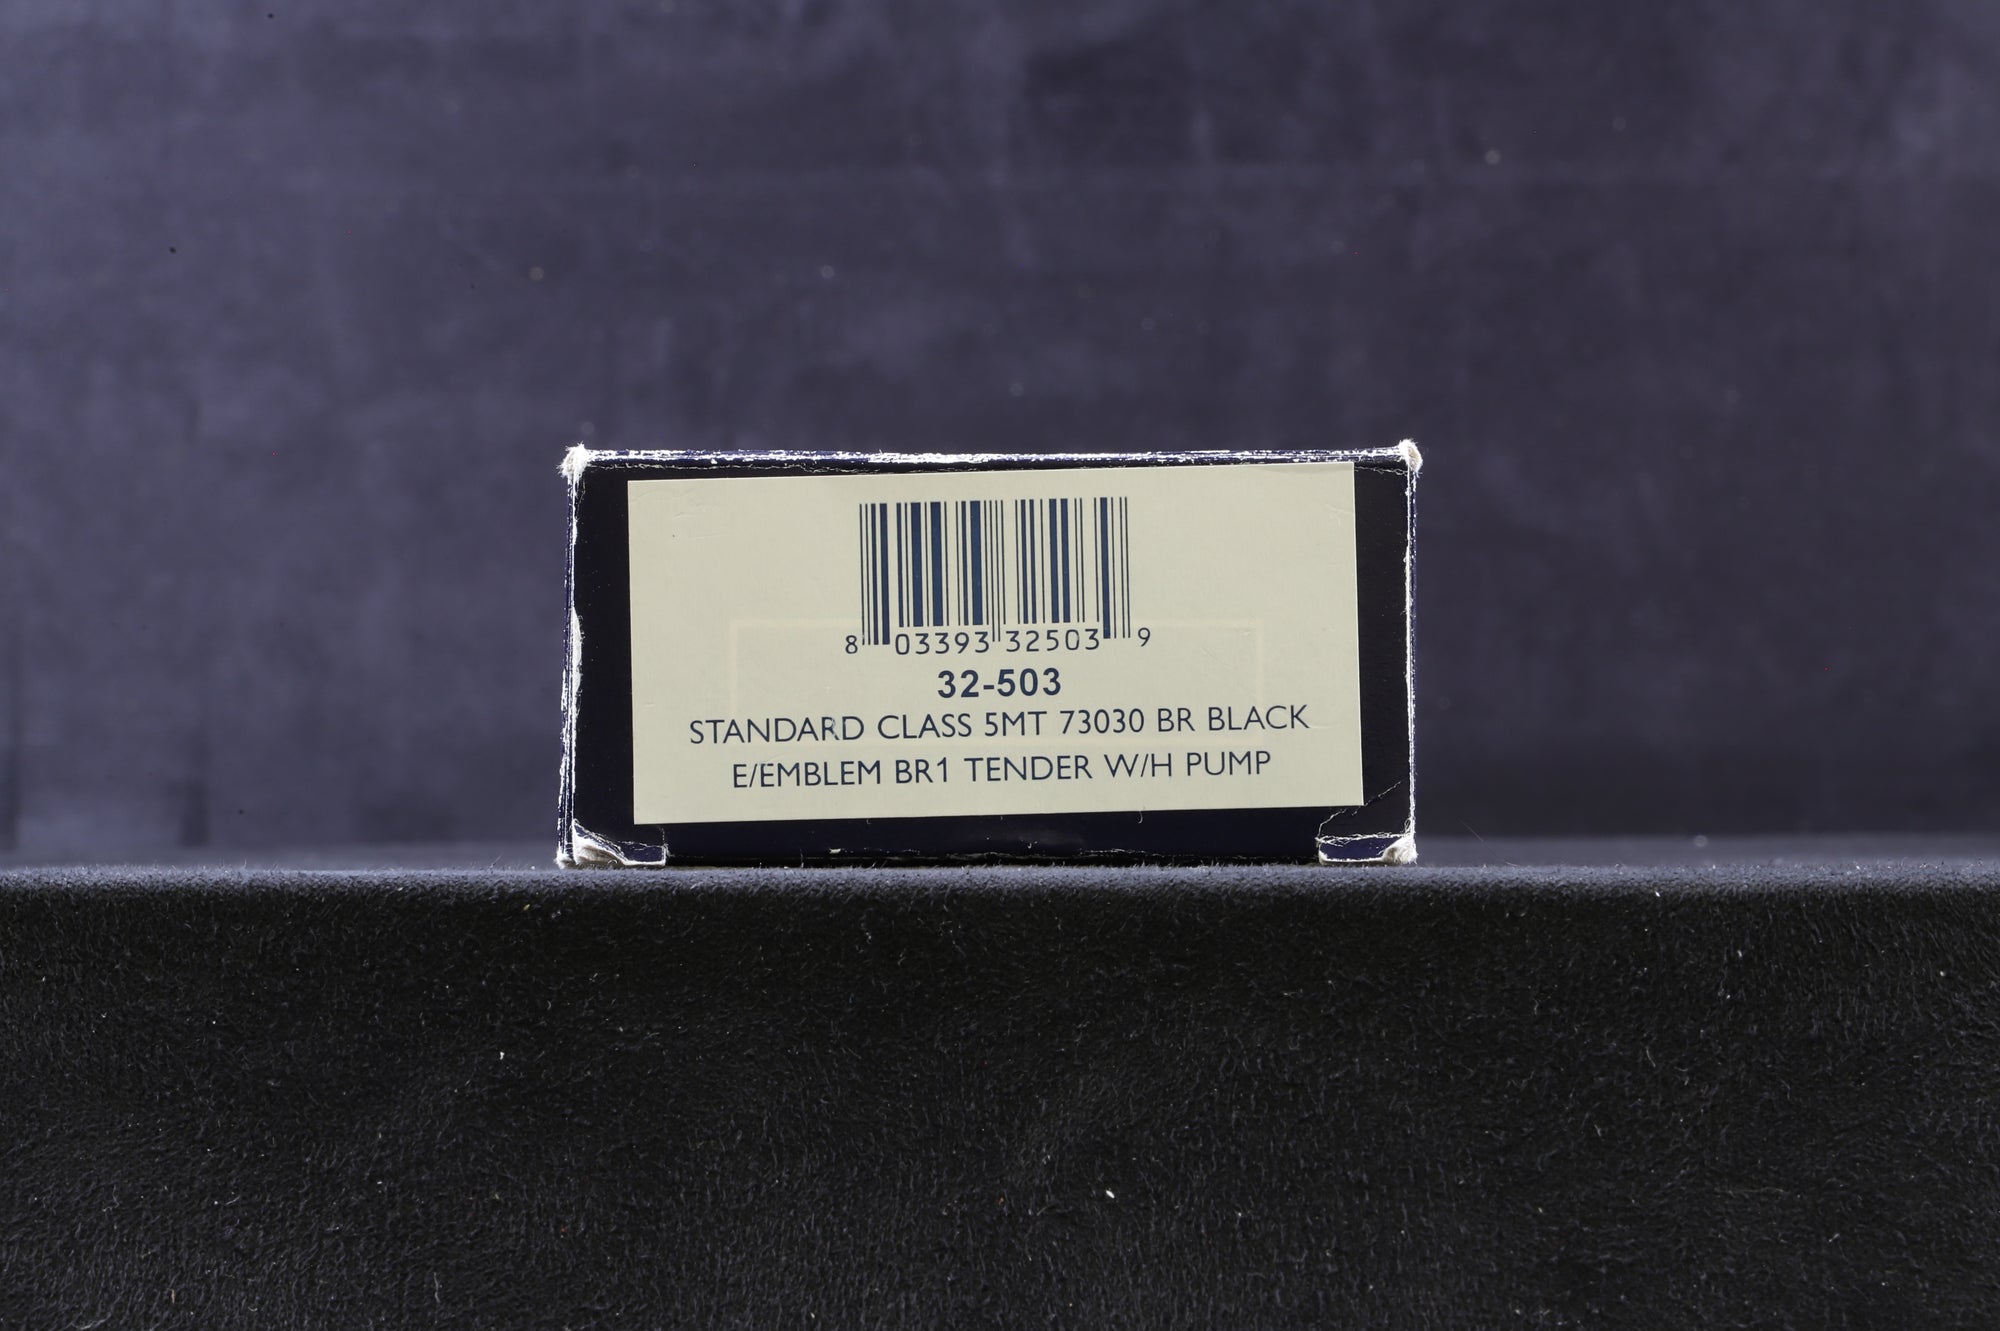 8 03393 32503 9
32-503
STANDARD CLASS 5MT 73030 BR BLACK
E/EMBLEM BR1 TENDER W/H PUMP